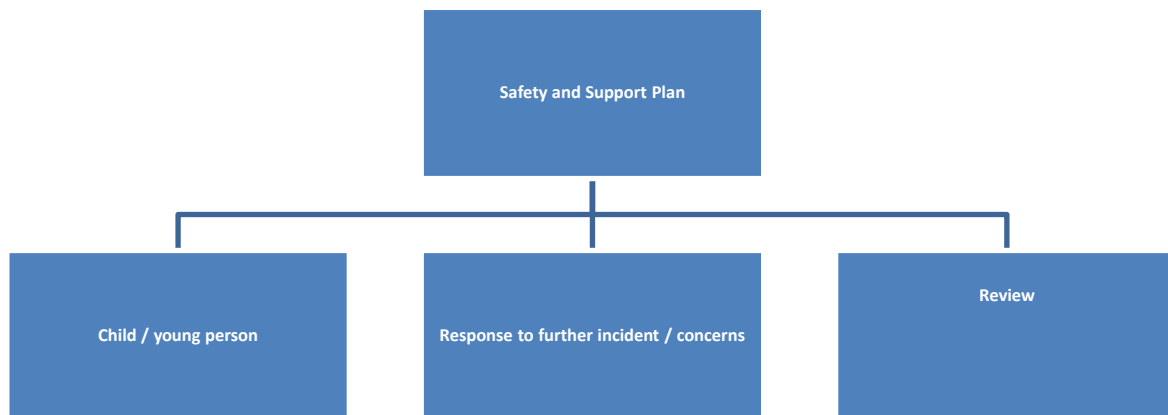 Safety and Support Plan
Child / young person
Response to further incident / concerns
Review